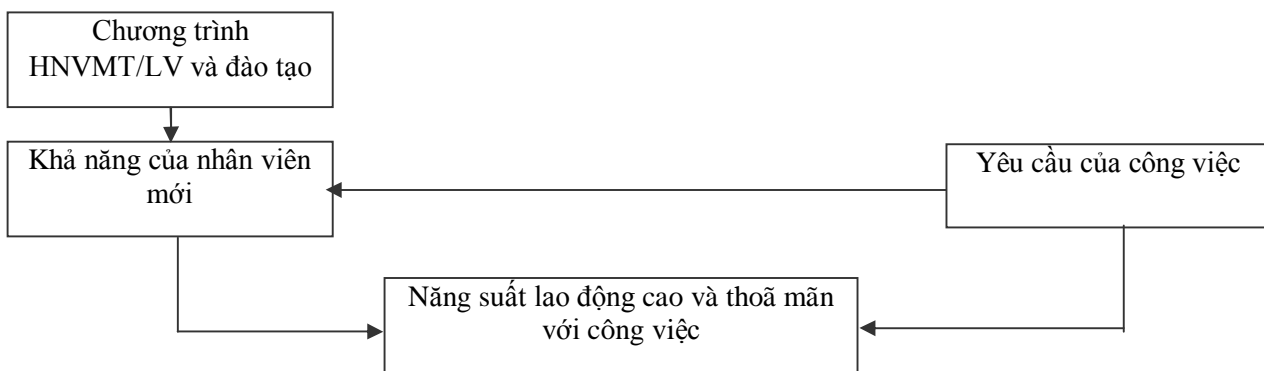 Chương trình
HNVMT/LV và đào tạo
Khả năng của nhân viên
mới
Yêu cầu của công việc
Năng suất lao động cao và thoã mãn
với công việc